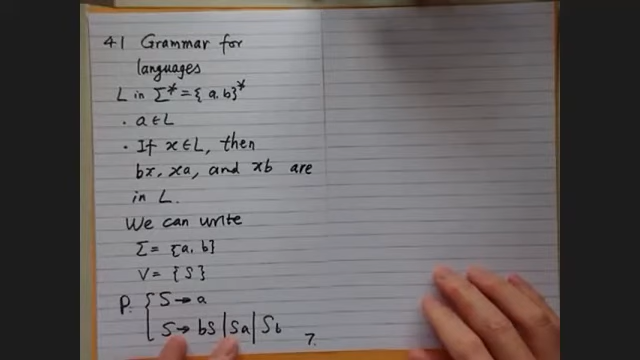 41 Grammar for
languages
L in Σ* = {a, b}*
· a ∈ L
· If x ∈ L, then
bx, xa, and xb are
in L.
We can write
Σ = {a, b}
V = {S}
P: { S → a
S → bS | Sa | Sb
7.